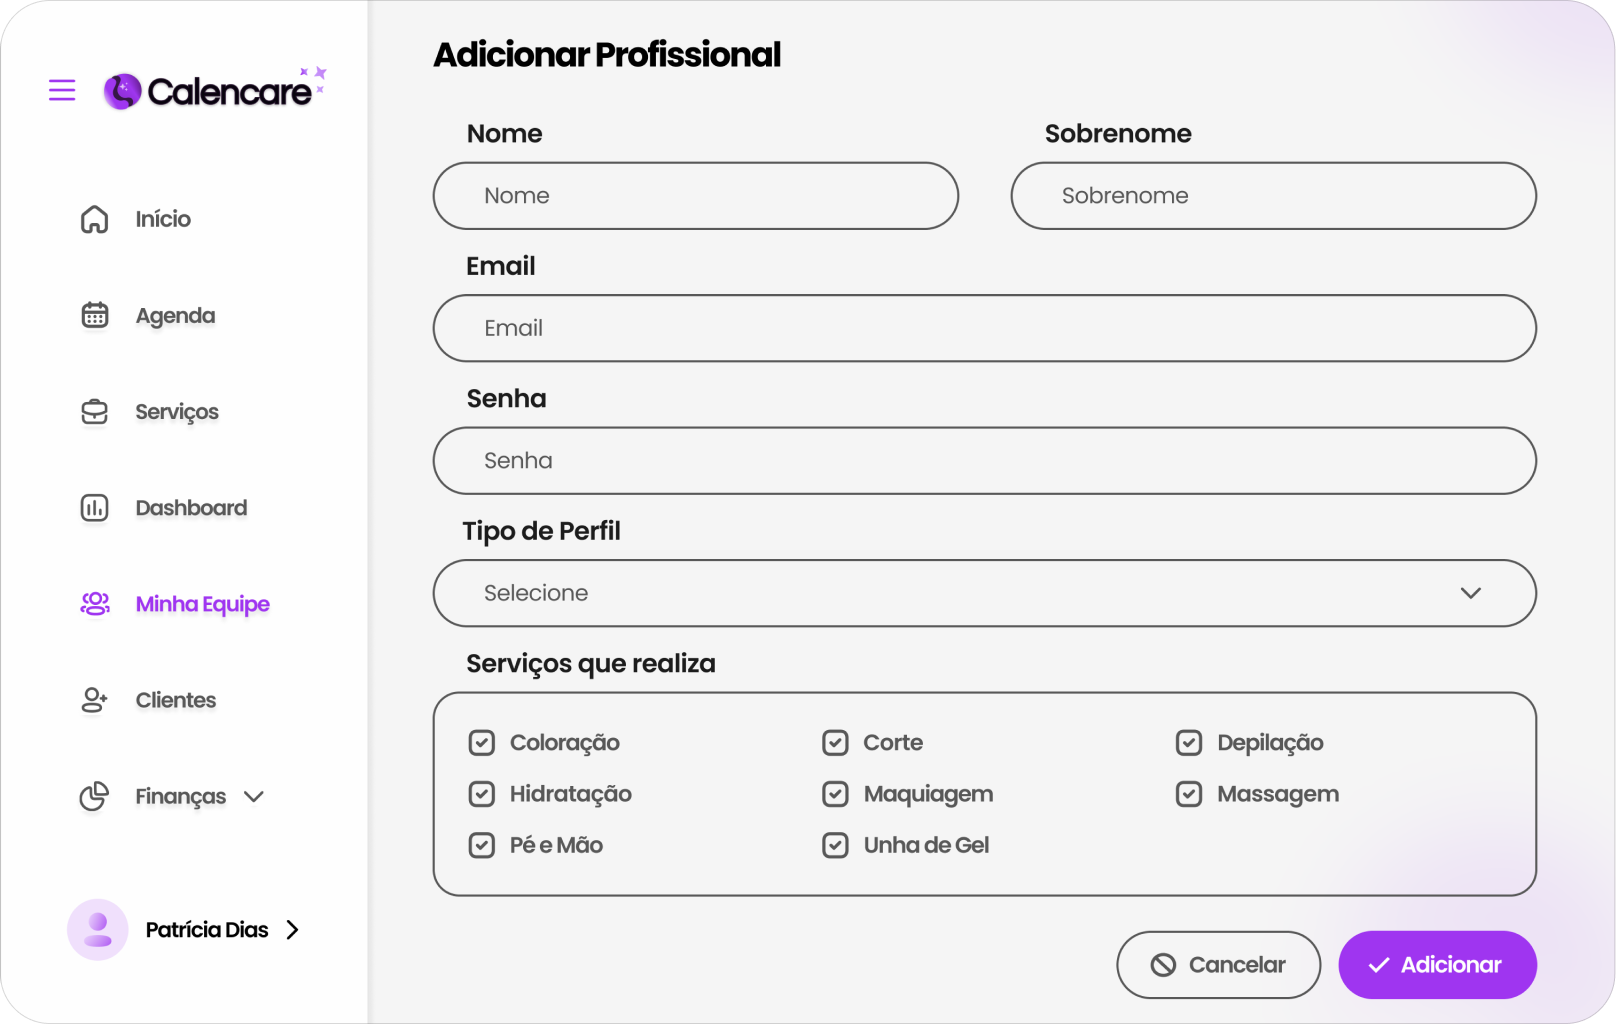 Calencare
Início
Agenda
Serviços
Dashboard
Minha Equipe
Clientes
Finanças
Patrícia Dias
Adicionar Profissional
Nome
Sobrenome
Nome
Sobrenome
Email
Email
Senha
Senha
Tipo de Perfil
Selecione
Serviços que realiza
Coloração
Corte
Depilação
Hidratação
Maquiagem
Massagem
Pé e Mão
Unha de Gel
Cancelar
Adicionar